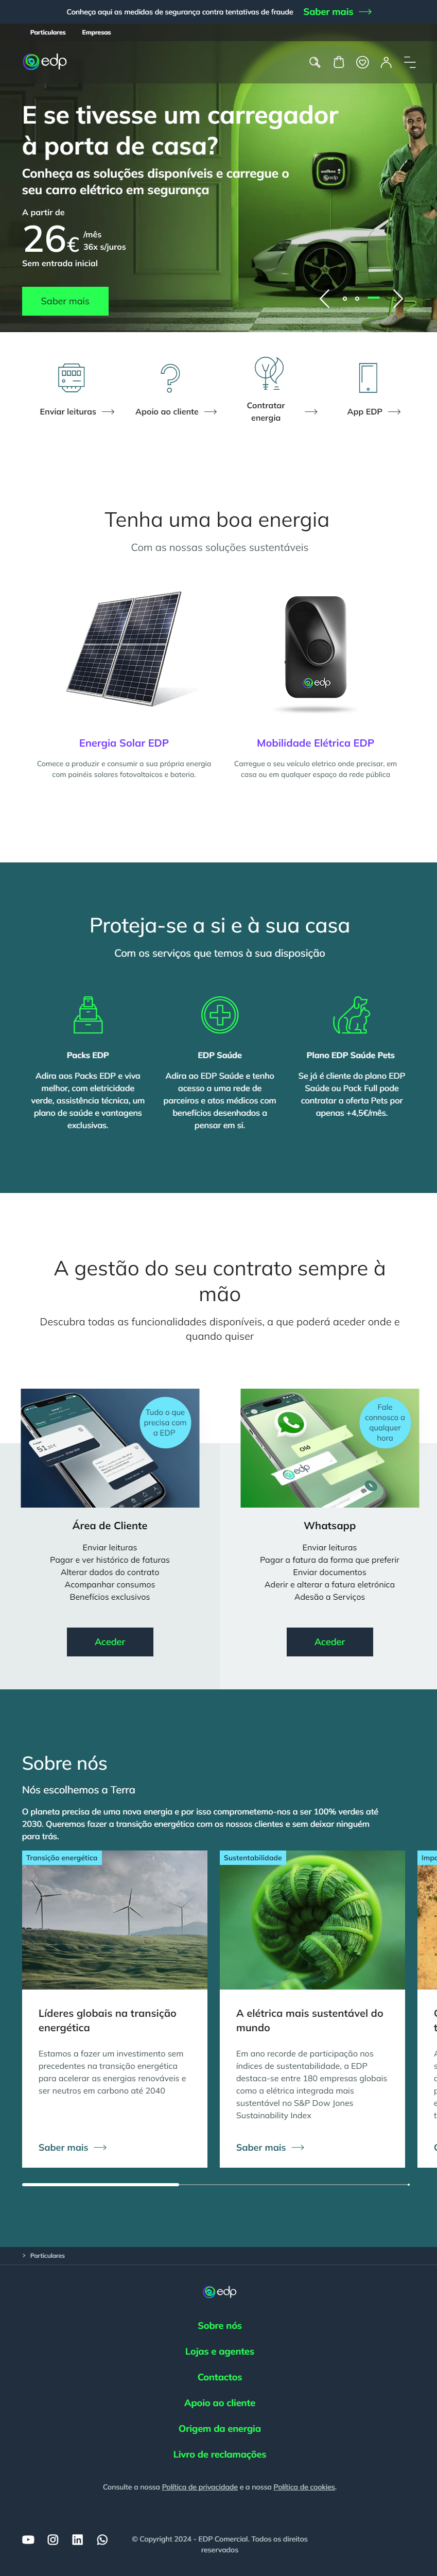 Conheça aqui as medidas de segurança contra tentativas de fraude Saber mais
Particulares Empresas
edp
E se tivesse um carregador
à porta de casa?
Conheça as soluções disponíveis e carregue o
seu carro elétrico em segurança
A partir de
26€ /mês
36x s/juros
Sem entrada inicial
Saber mais
edp
Enviar leituras
Apoio ao cliente
Contratar
energia
App EDP
Tenha uma boa energia
Com as nossas soluções sustentáveis
edp
Energia Solar EDP
Comece a produzir e consumir a sua própria energia
com painéis solares fotovoltaicos e bateria.
Mobilidade Elétrica EDP
Carregue o seu veículo eletrico onde precisar, em
casa ou em qualquer espaço da rede pública
Proteja-se a si e à sua casa
Com os serviços que temos à sua disposição
Packs EDP
Adira aos Packs EDP e viva
melhor, com eletricidade
verde, assistência técnica, um
plano de saúde e vantagens
exclusivas.
EDP Saúde
Adira ao EDP Saúde e tenho
acesso a uma rede de
parceiros e atos médicos com
benefícios desenhados a
pensar em si.
Plano EDP Saúde Pets
Se já é cliente do plano EDP
Saúde ou Pack Full pode
contratar a oferta Pets por
apenas +4,5€/mês.
A gestão do seu contrato sempre à
mão
Descubra todas as funcionalidades disponíveis, a que poderá aceder onde e
quando quiser
Tudo o que
precisa com
a EDP
Área de Cliente
Enviar leituras
Pagar e ver histórico de faturas
Alterar dados do contrato
Acompanhar consumos
Benefícios exclusivos
Aceder
Fale
connosco a
qualquer
hora
Olá
edp
Whatsapp
Enviar leituras
Pagar a fatura da forma que preferir
Enviar documentos
Aderir e alterar a fatura eletrónica
Adesão a Serviços
Aceder
Sobre nós
Nós escolhemos a Terra
O planeta precisa de uma nova energia e por isso comprometemo-nos a ser 100% verdes até
2030. Queremos fazer a transição energética com os nossos clientes e sem deixar ninguém
para trás.
Transição energética
Líderes globais na transição
energética
Estamos a fazer um investimento sem
precedentes na transição energética
para acelerar as energias renováveis e
ser neutros em carbono até 2040
Saber mais
Sustentabilidade
A elétrica mais sustentável do
mundo
Em ano recorde de participação nos
índices de sustentabilidade, a EDP
destaca-se entre 180 empresas globais
como a elétrica integrada mais
sustentável no S&P Dow Jones
Sustainability Index
Saber mais
> Particulares
edp
Sobre nós
Lojas e agentes
Contactos
Apoio ao cliente
Origem da energia
Livro de reclamações
Consulte a nossa Política de privacidade e a nossa Política de cookies.
© Copyright 2024 - EDP Comercial. Todos os direitos
reservados